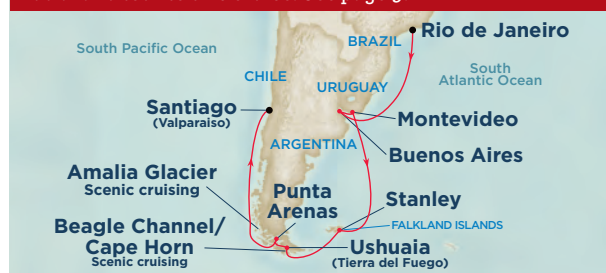 BRAZIL
Rio de Janeiro
South Pacific Ocean
South
Atlantic Ocean
CHILE
URUGUAY
Santiago
(Valparaiso)
Montevideo
ARGENTINA
Buenos Aires
Amalia Glacier
Scenic cruising
Punta
Arenas
Stanley
Beagle Channel/
Cape Horn
Scenic cruising
FALKLAND ISLANDS
Ushuaia
(Tierra del Fuego)